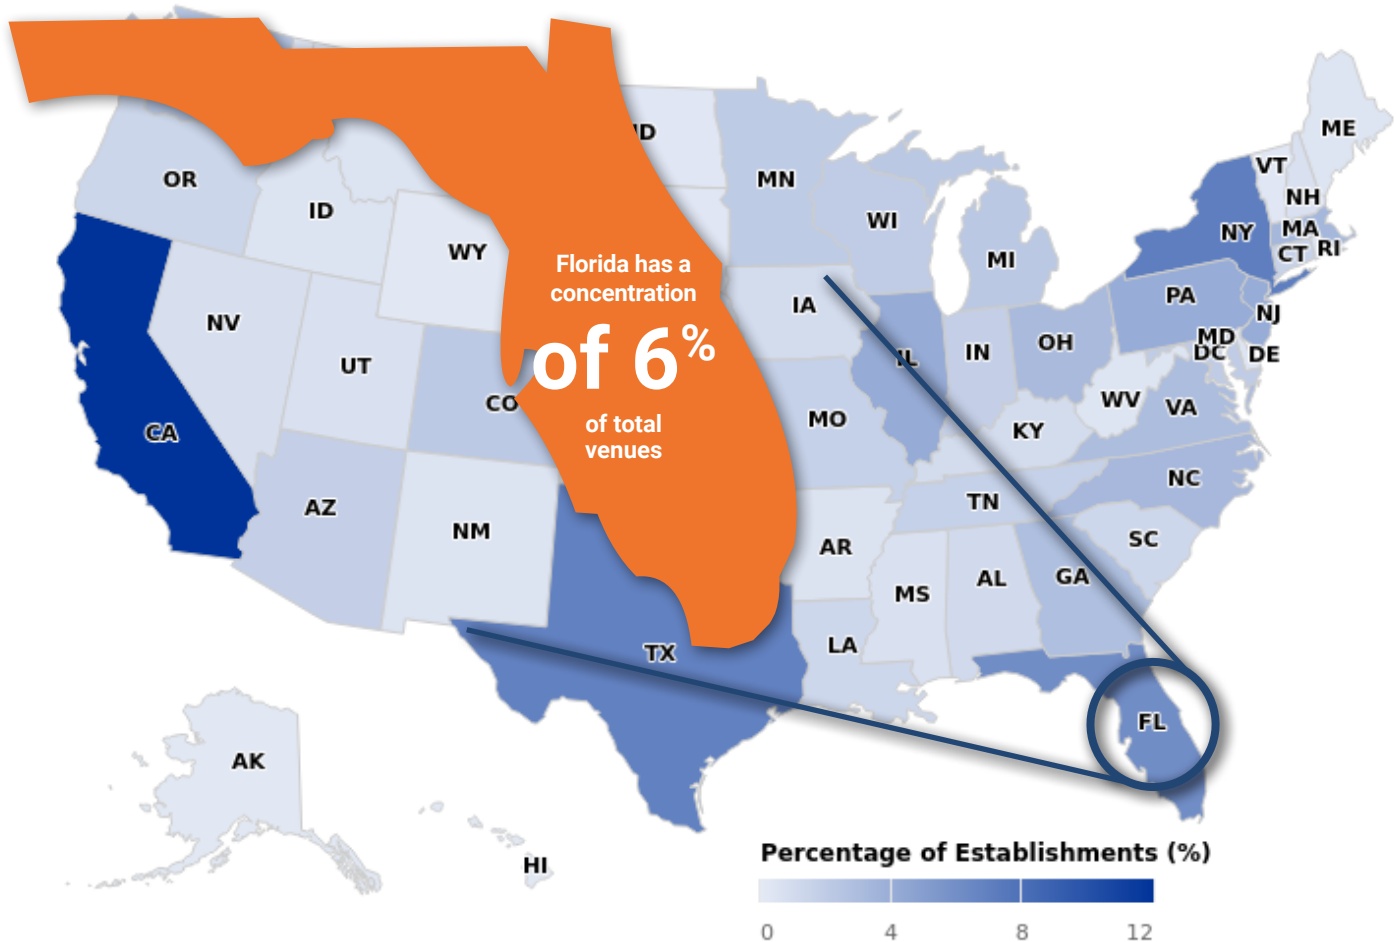 ME
VT
NH
ND
OR
MN
ID
WI
MA
NY
CT
RI
WY
MI
Florida has a
concentration
of 6%
of total
venues
PA
IA
NJ
NV
MD
DC
DE
OH
IN
IL
UT
CO
WV
VA
MO
KY
CA
NC
TN
AZ
NM
SC
AR
GA
AL
MS
LA
TX
FL
AK
HI
Percentage of Establishments (%)
0 4 8 12